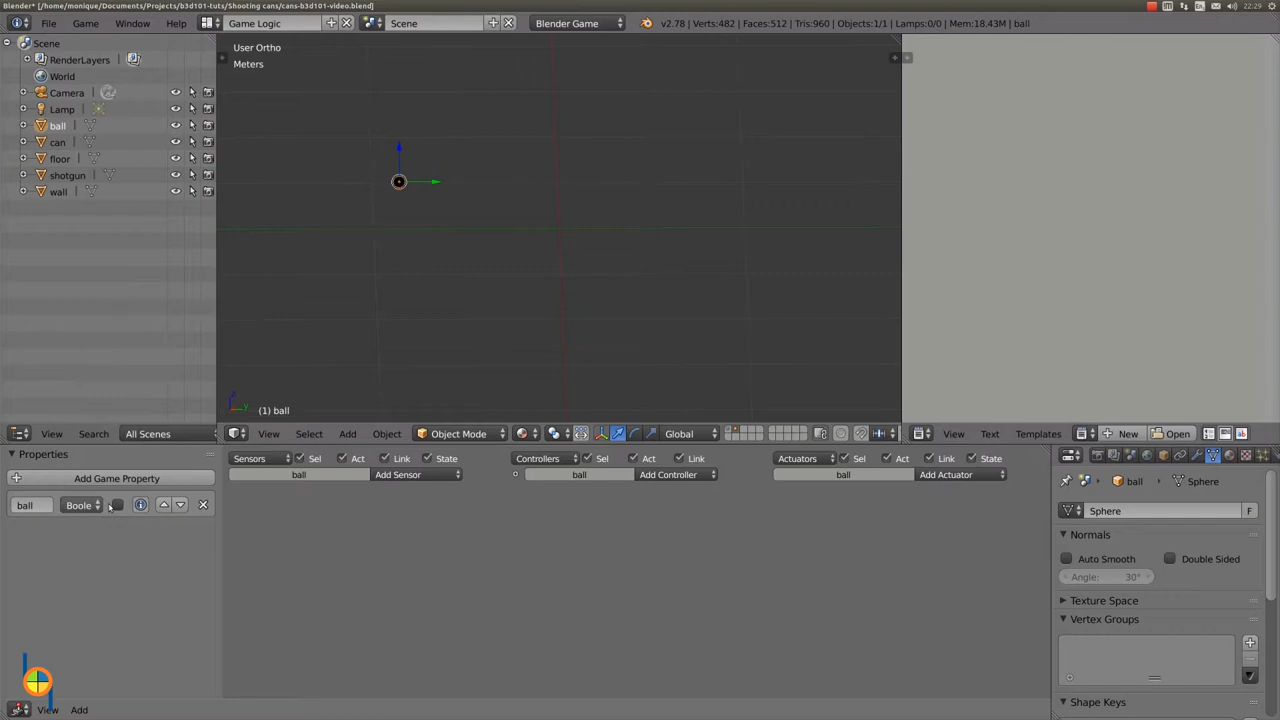 Blender* [/home/monique/Documents/Projects/b3d101-tuts/Shooting cans/cans-b3d101-video.blend]
En
22:29
File
Game
Window
Help
Game Logic
Scene
Blender Game
v2.78 | Verts:482 | Faces:512 | Tris:960 | Objects:1/1 | Lamps:0/0 | Mem:18.43M | ball
Scene
RenderLayers
World
Camera
Lamp
ball
can
floor
shotgun
wall
User Ortho
Meters
z
y
(1) ball
View
Search
All Scenes
View
Select
Add
Object
Object Mode
Global
View
Text
Templates
New
Open
Properties
Add Game Property
ball
Boole
Sensors
Sel
Act
Link
State
ball
Add Sensor
Controllers
Sel
Act
Link
ball
Add Controller
Actuators
Sel
Act
Link
State
ball
Add Actuator
ball
Sphere
Sphere
F
Normals
Auto Smooth
Double Sided
Angle:
30°
Texture Space
Vertex Groups
Shape Keys
View
Add